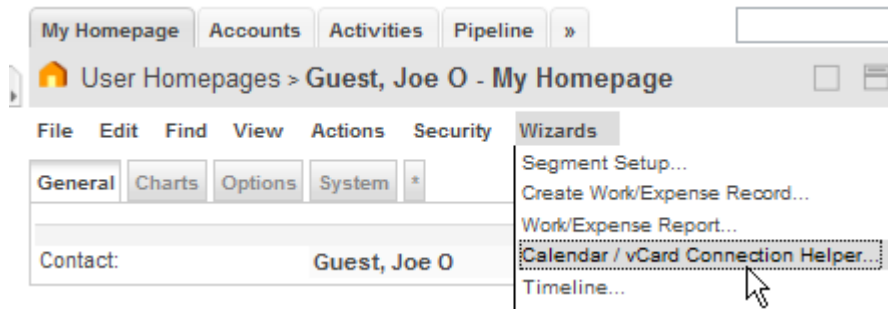 My Homepage Accounts Activities Pipeline »
User Homepages > Guest, Joe O - My Homepage
File Edit Find View Actions Security Wizards
General Charts Options System *
Segment Setup...
Create Work/Expense Record...
Work/Expense Report...
Calendar / vCard Connection Helper...
Contact: Guest, Joe O
Timeline...